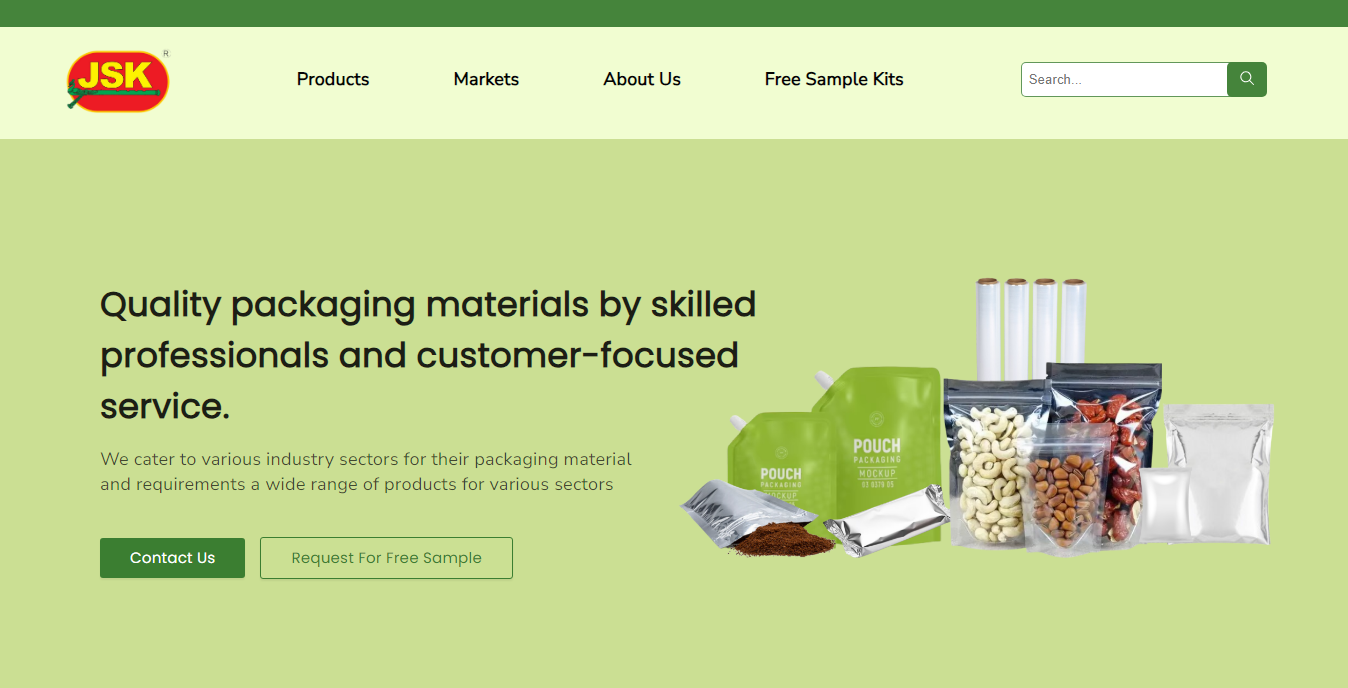 JSK
R
Products
Markets
About Us
Free Sample Kits
Search...
Quality packaging materials by skilled
professionals and customer-focused
service.
We cater to various industry sectors for their packaging material
and requirements a wide range of products for various sectors
Contact Us
Request For Free Sample
POUCH
PACKAGING
MOCKUP
POUCH
PACKAGING
MOCKUP